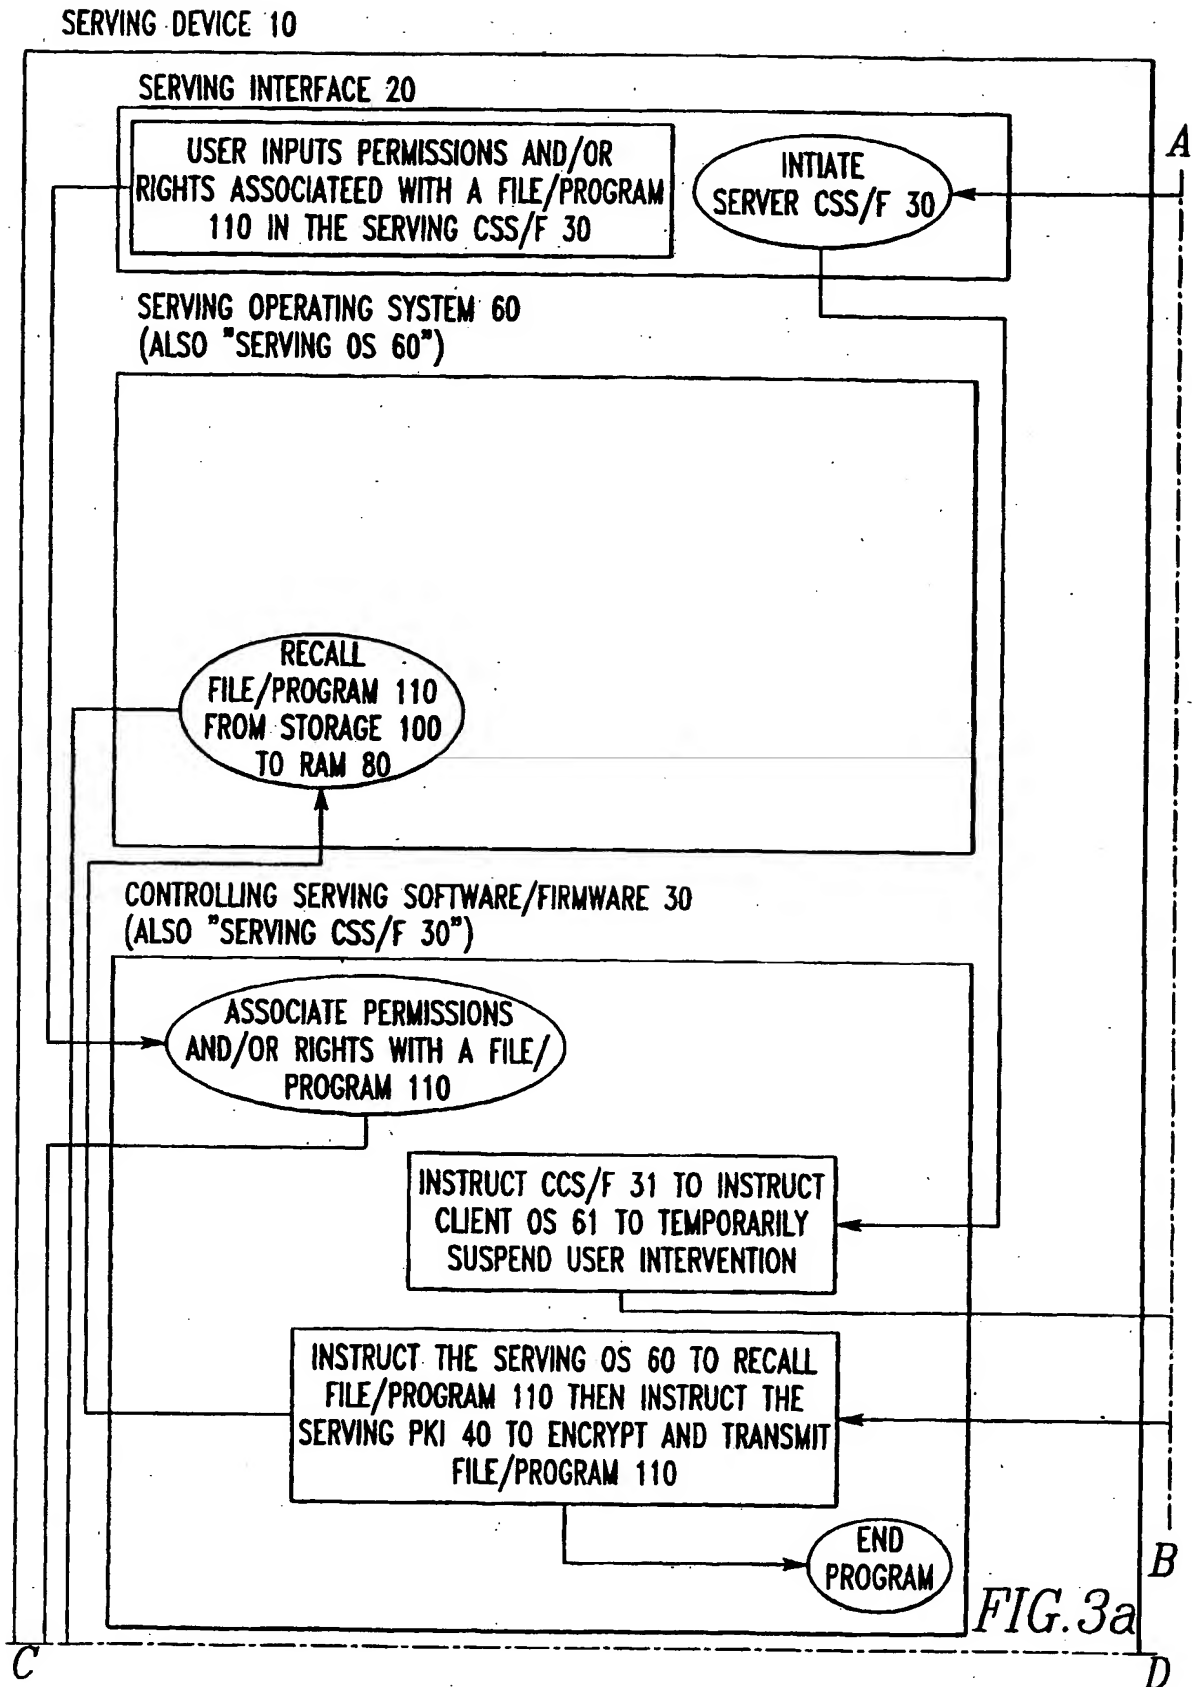 SERVING DEVICE 10
SERVING INTERFACE 20
USER INPUTS PERMISSIONS AND/OR
RIGHTS ASSOCIATEED WITH A FILE/PROGRAM
110 IN THE SERVING CSS/F 30
INTIATE
SERVER CSS/F 30
A
SERVING OPERATING SYSTEM 60
(ALSO "SERVING OS 60")
RECALL
FILE/PROGRAM 110
FROM STORAGE 100
TO RAM 80
CONTROLLING SERVING SOFTWARE/FIRMWARE 30
(ALSO "SERVING CSS/F 30")
ASSOCIATE PERMISSIONS
AND/OR RIGHTS WITH A FILE/
PROGRAM 110
INSTRUCT CCS/F 31 TO INSTRUCT
CLIENT OS 61 TO TEMPORARILY
SUSPEND USER INTERVENTION
INSTRUCT THE SERVING OS 60 TO RECALL
FILE/PROGRAM 110 THEN INSTRUCT THE
SERVING PKI 40 TO ENCRYPT AND TRANSMIT
FILE/PROGRAM 110
END
PROGRAM
B
FIG.3a
C
D